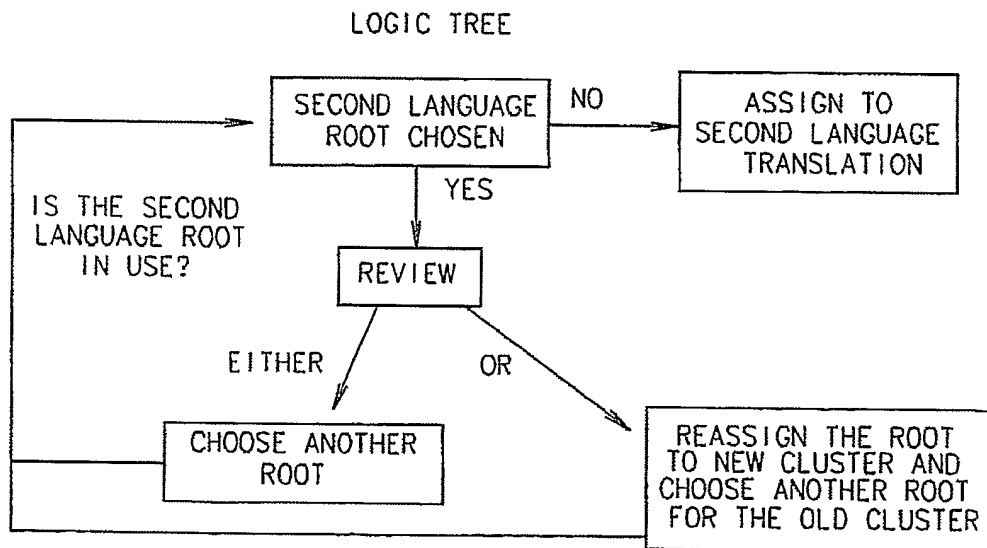 LOGIC TREE
SECOND LANGUAGE
ROOT CHOSEN
NO
ASSIGN TO
SECOND LANGUAGE
TRANSLATION
YES
IS THE SECOND
LANGUAGE ROOT
IN USE?
REVIEW
EITHER
OR
CHOOSE ANOTHER
ROOT
REASSIGN THE ROOT
TO NEW CLUSTER AND
CHOOSE ANOTHER ROOT
FOR THE OLD CLUSTER